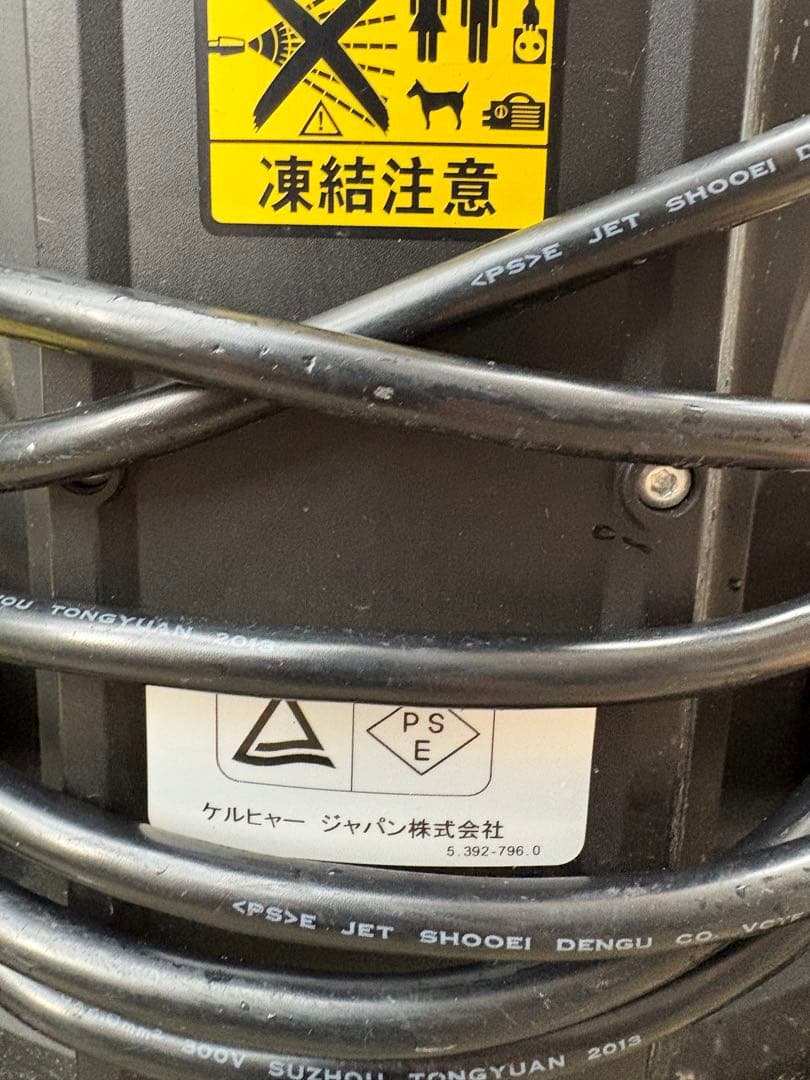 凍結注意
<PS>E JET SHOOEI
TONGYUAN 2013
PS
E
ケルヒャー ジャパン株式会社
5.392-796.0
<PS>E JET SHOOEI DENGU CO.
300V SUZHOU TONGYUAN 2013